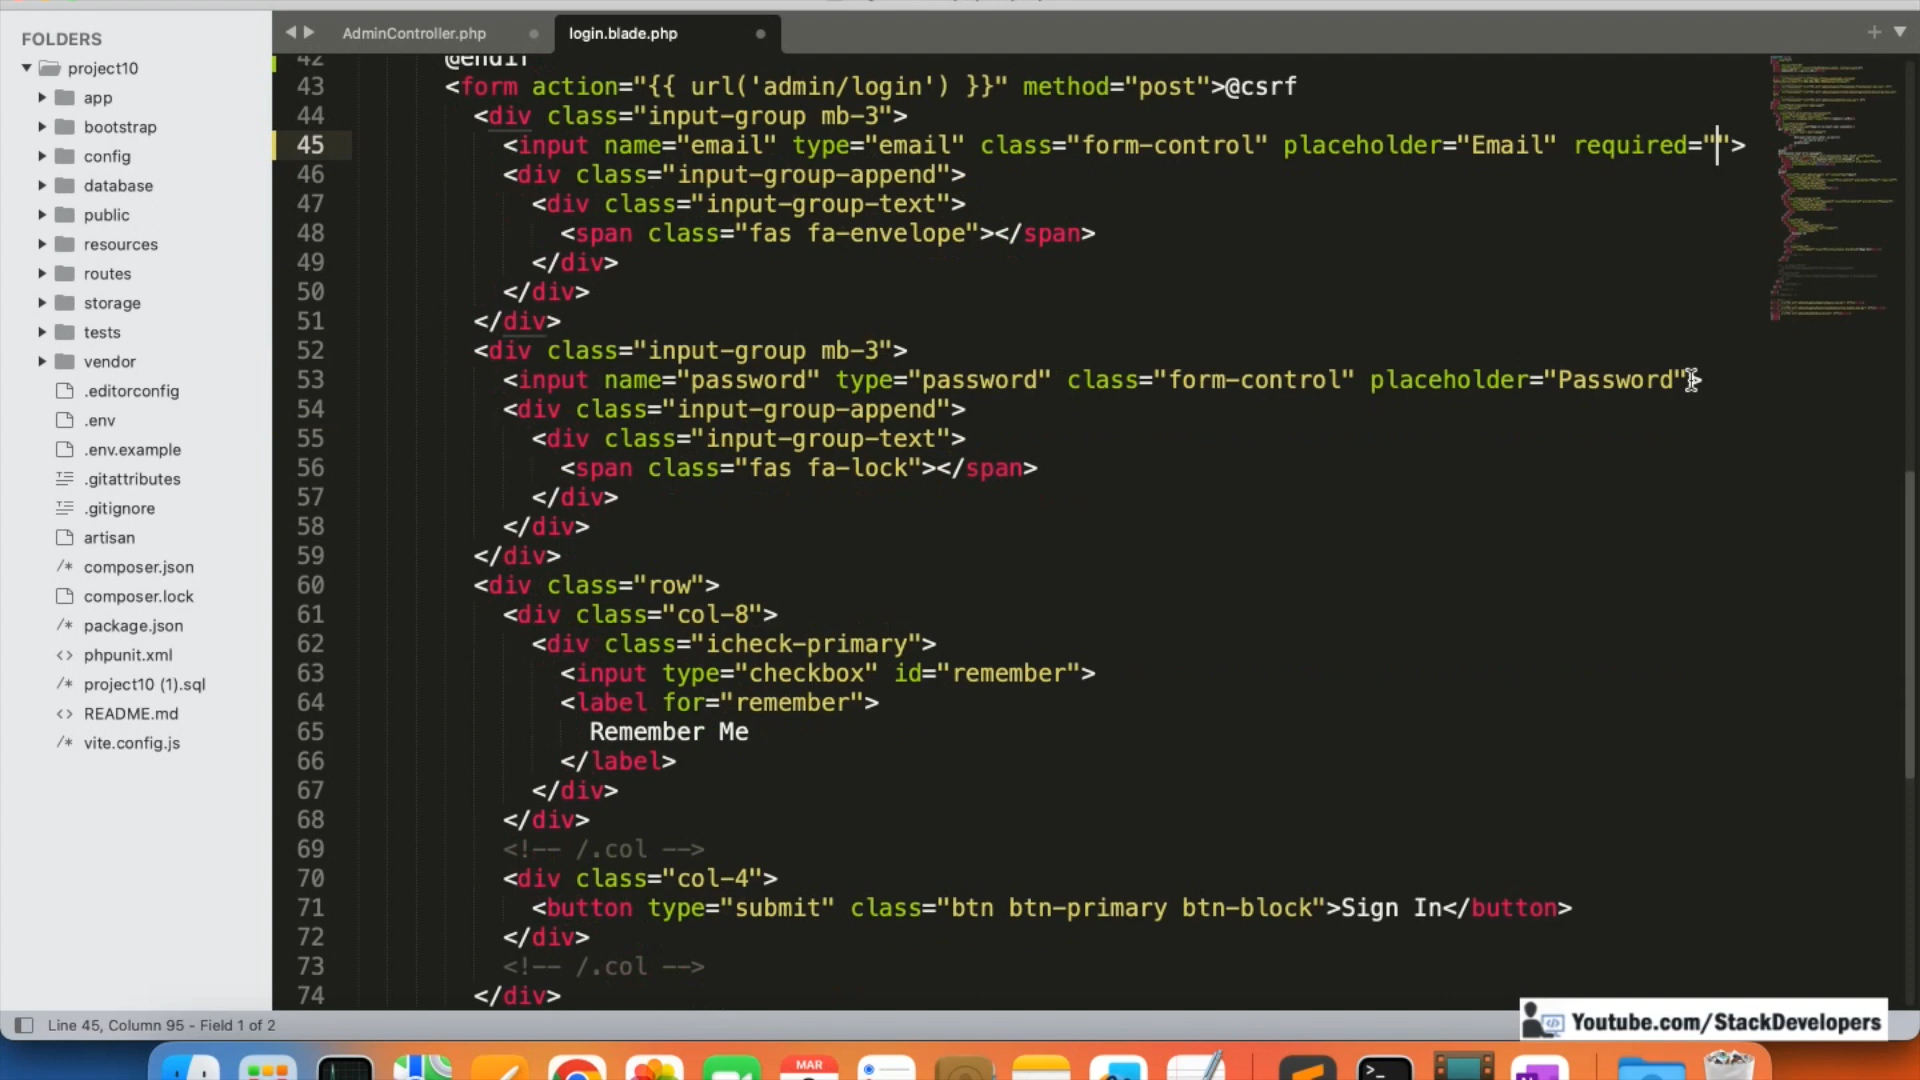 FOLDERS
project10
app
bootstrap
config
database
public
resources
routes
storage
tests
vendor
.editorconfig
.env
.env.example
.gitattributes
.gitignore
artisan
/* composer.json
composer.lock
/* package.json
<> phpunit.xml
/* project10 (1).sql
<> README.md
/* vite.config.js
AdminController.php
login.blade.php
42 @endif
43 <form action="{{ url('admin/login') }}" method="post">@csrf
44 <div class="input-group mb-3">
45 <input name="email" type="email" class="form-control" placeholder="Email" required="">
46 <div class="input-group-append">
47 <div class="input-group-text">
48 <span class="fas fa-envelope"></span>
49 </div>
50 </div>
51 </div>
52 <div class="input-group mb-3">
53 <input name="password" type="password" class="form-control" placeholder="Password">
54 <div class="input-group-append">
55 <div class="input-group-text">
56 <span class="fas fa-lock"></span>
57 </div>
58 </div>
59 </div>
60 <div class="row">
61 <div class="col-8">
62 <div class="icheck-primary">
63 <input type="checkbox" id="remember">
64 <label for="remember">
65 Remember Me
66 </label>
67 </div>
68 </div>
69 <!-- /.col -->
70 <div class="col-4">
71 <button type="submit" class="btn btn-primary btn-block">Sign In</button>
72 </div>
73 <!-- /.col -->
74 </div>
Line 45, Column 95 - Field 1 of 2
Youtube.com/StackDevelopers
MAR